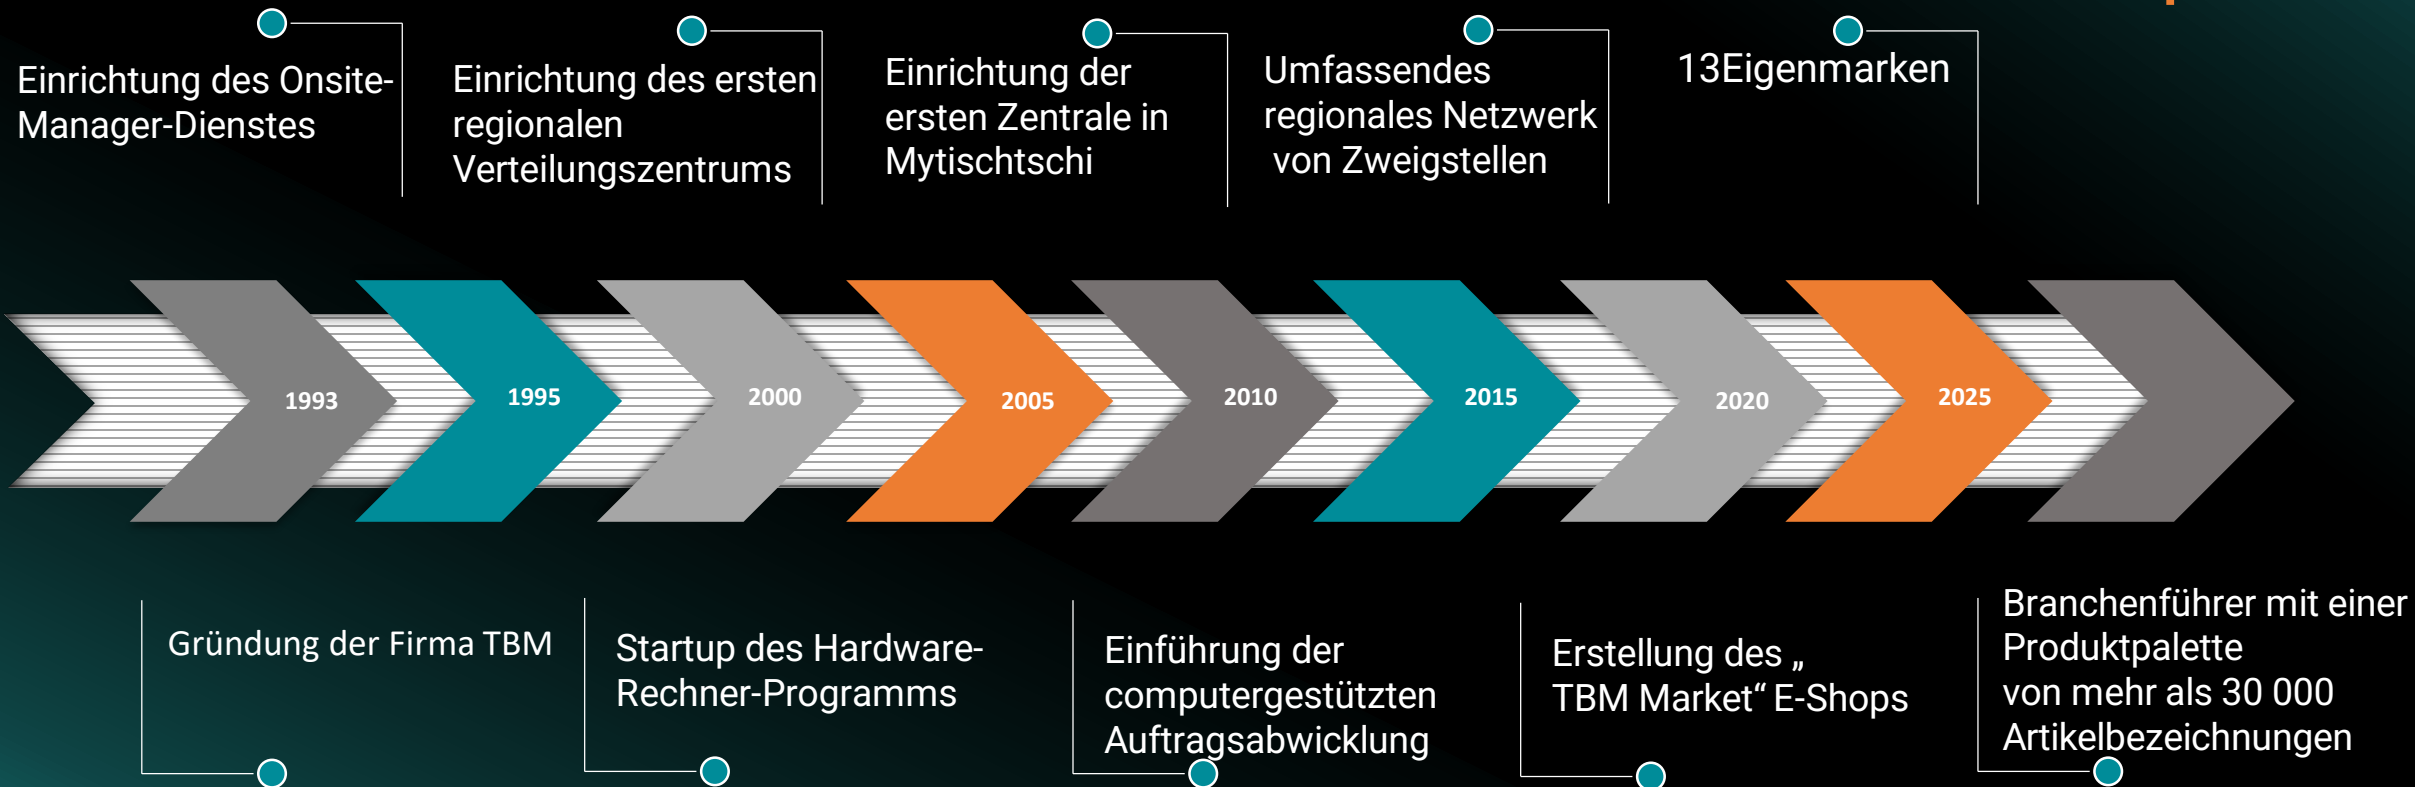 Einrichtung des Onsite-
Manager-Dienstes
Einrichtung des ersten
regionalen
Verteilungszentrums
Einrichtung der
ersten Zentrale in
Mytischtschi
Umfassendes
regionales Netzwerk
von Zweigstellen
13Eigenmarken
1993
1995
2000
2005
2010
2015
2020
2025
Gründung der Firma TBM
Startup des Hardware-
Rechner-Programms
Einführung der
computergestützten
Auftragsabwicklung
Erstellung des „
TBM Market“ E-Shops
Branchenführer mit einer
Produktpalette
von mehr als 30 000
Artikelbezeichnungen